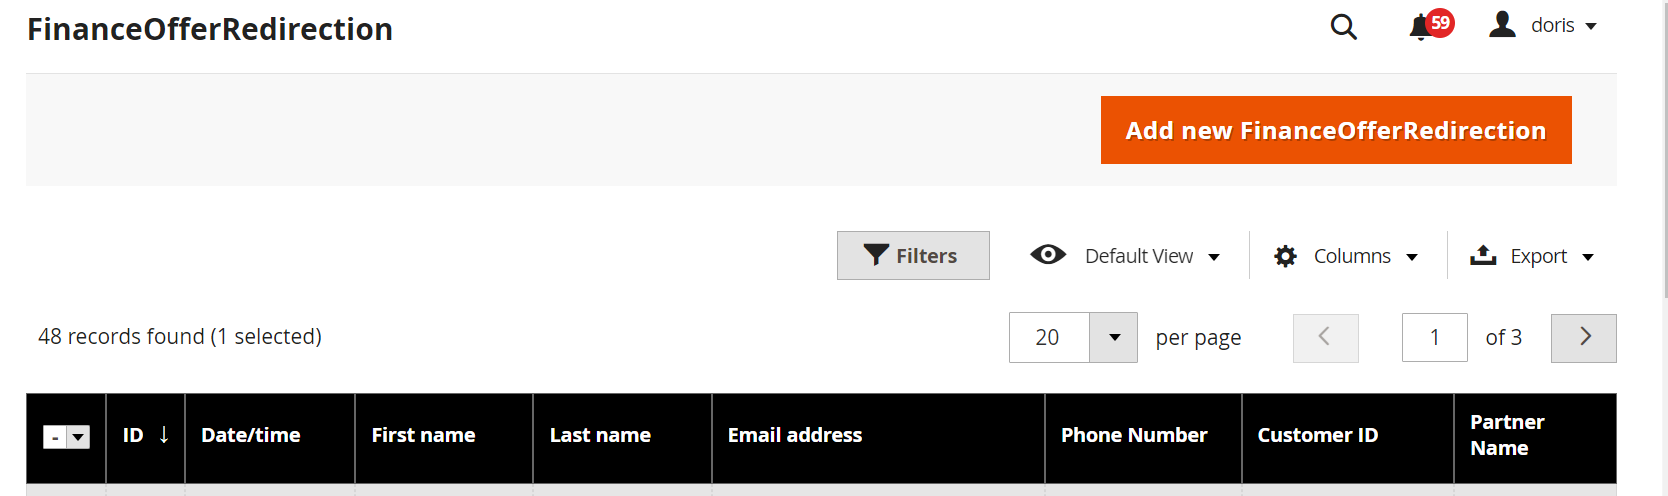 FinanceOfferRedirection
59
doris
Add new FinanceOfferRedirection
Filters
Default View
Columns
Export
48 records found (1 selected)
20
per page
1
of 3
-
ID ↓
Date/time
First name
Last name
Email address
Phone Number
Customer ID
Partner
Name